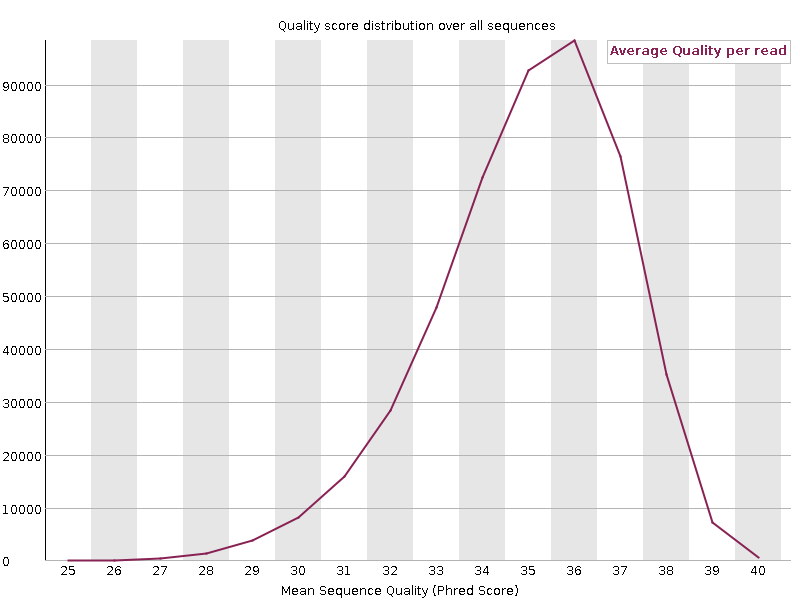 Quality score distribution over all sequences
Average Quality per read
90000
80000
70000
60000
50000
40000
30000
20000
10000
0
25 26 27 28 29 30 31 32 33 34 35 36 37 38 39 40
Mean Sequence Quality (Phred Score)